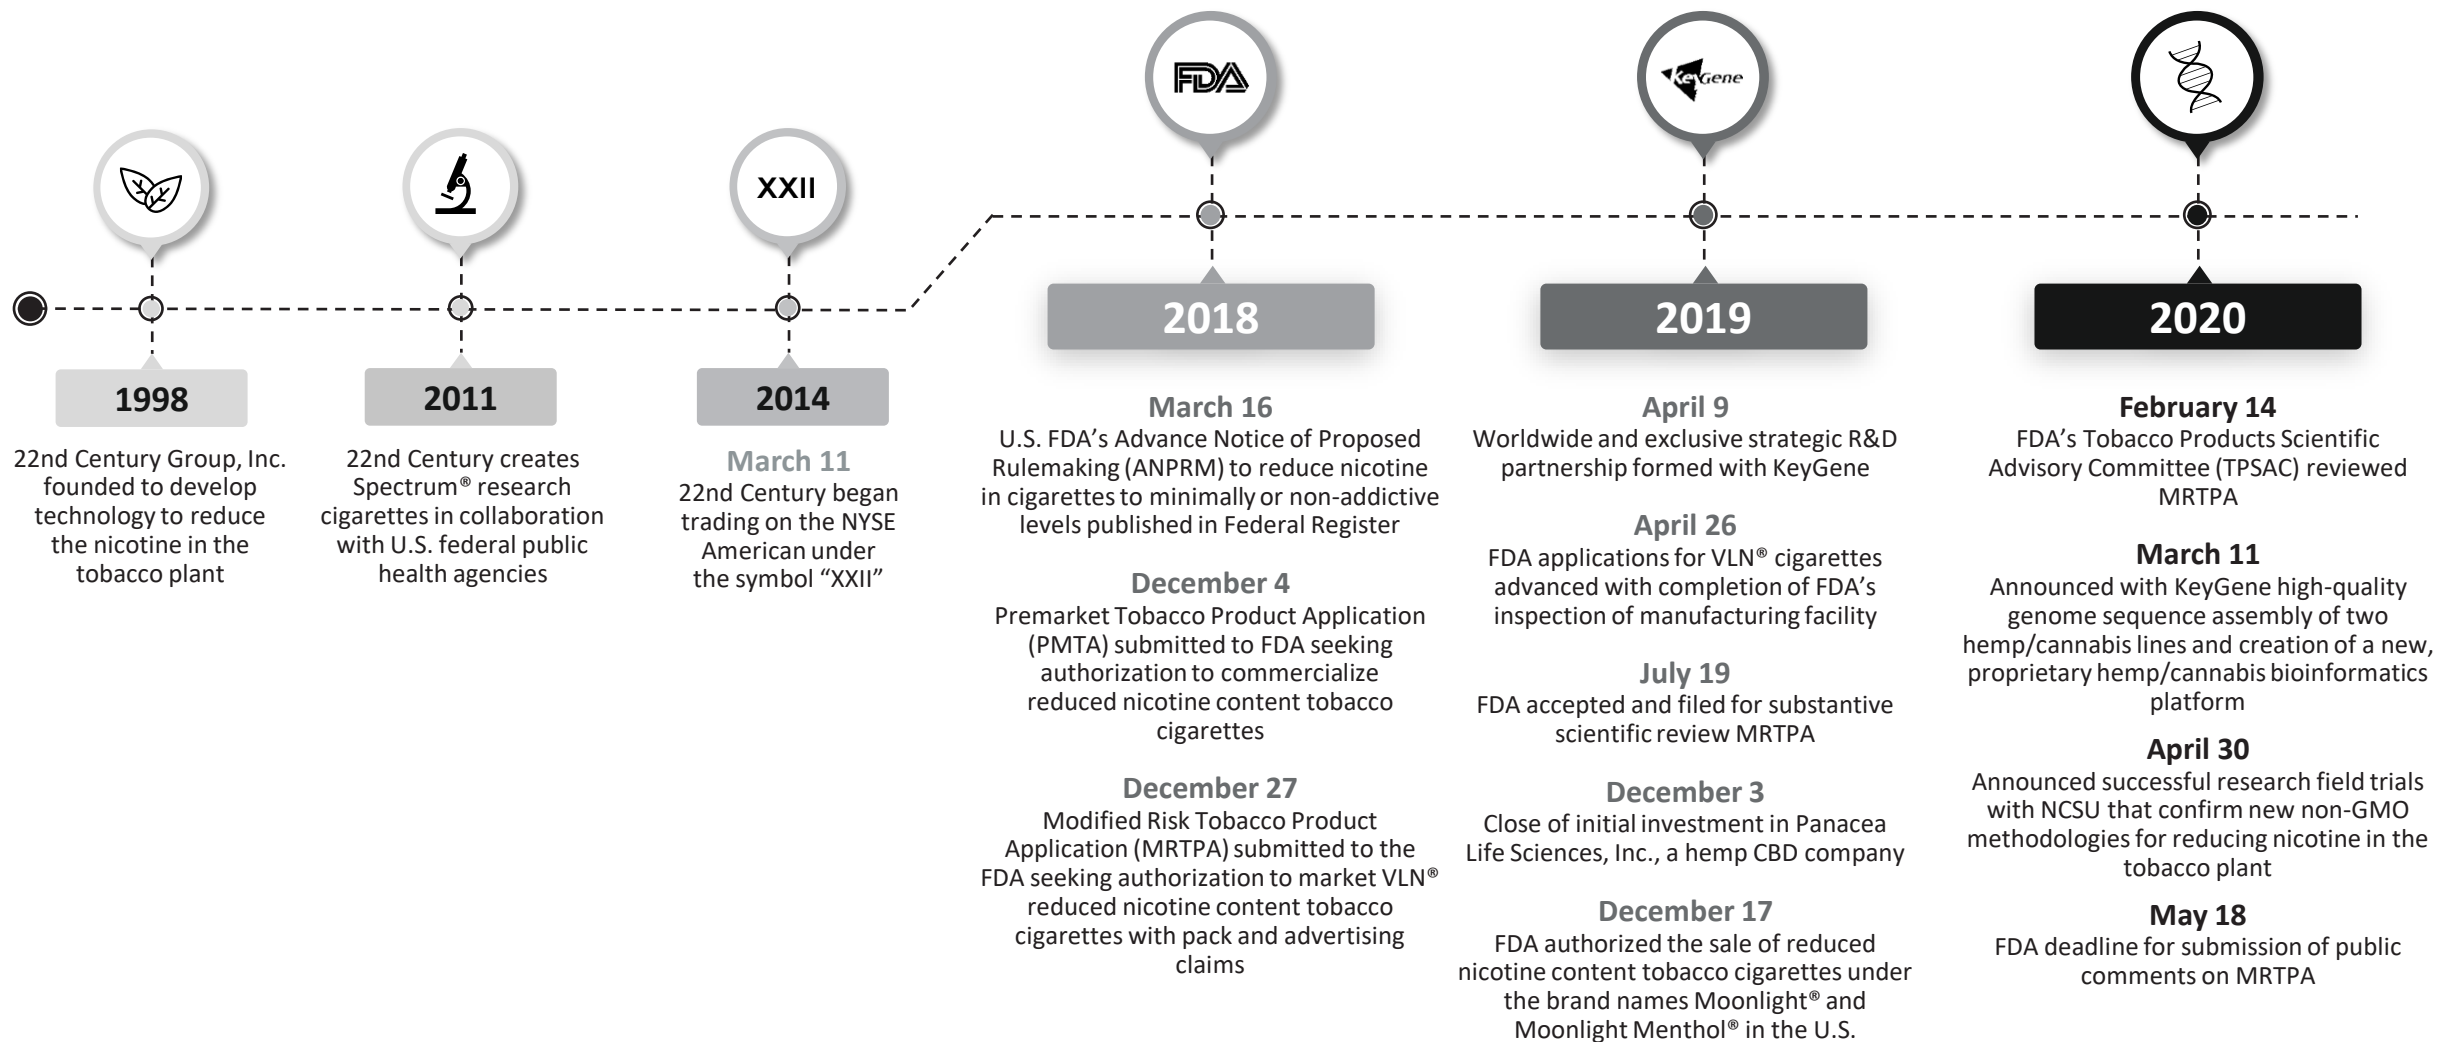 FDA
KeyGene
XXII
1998
22nd Century Group, Inc.
founded to develop
technology to reduce
the nicotine in the
tobacco plant
2011
22nd Century creates
Spectrum® research
cigarettes in collaboration
with U.S. federal public
health agencies
2014
March 11
22nd Century began
trading on the NYSE
American under
the symbol “XXII”
2018
March 16
U.S. FDA’s Advance Notice of Proposed
Rulemaking (ANPRM) to reduce nicotine
in cigarettes to minimally or non-addictive
levels published in Federal Register
December 4
Premarket Tobacco Product Application
(PMTA) submitted to FDA seeking
authorization to commercialize
reduced nicotine content tobacco
cigarettes
December 27
Modified Risk Tobacco Product
Application (MRTPA) submitted to the
FDA seeking authorization to market VLN®
reduced nicotine content tobacco
cigarettes with pack and advertising
claims
2019
April 9
Worldwide and exclusive strategic R&D
partnership formed with KeyGene
April 26
FDA applications for VLN® cigarettes
advanced with completion of FDA’s
inspection of manufacturing facility
July 19
FDA accepted and filed for substantive
scientific review MRTPA
December 3
Close of initial investment in Panacea
Life Sciences, Inc., a hemp CBD company
December 17
FDA authorized the sale of reduced
nicotine content tobacco cigarettes under
the brand names Moonlight® and
Moonlight Menthol® in the U.S.
2020
February 14
FDA’s Tobacco Products Scientific
Advisory Committee (TPSAC) reviewed
MRTPA
March 11
Announced with KeyGene high-quality
genome sequence assembly of two
hemp/cannabis lines and creation of a new,
proprietary hemp/cannabis bioinformatics
platform
April 30
Announced successful research field trials
with NCSU that confirm new non-GMO
methodologies for reducing nicotine in the
tobacco plant
May 18
FDA deadline for submission of public
comments on MRTPA